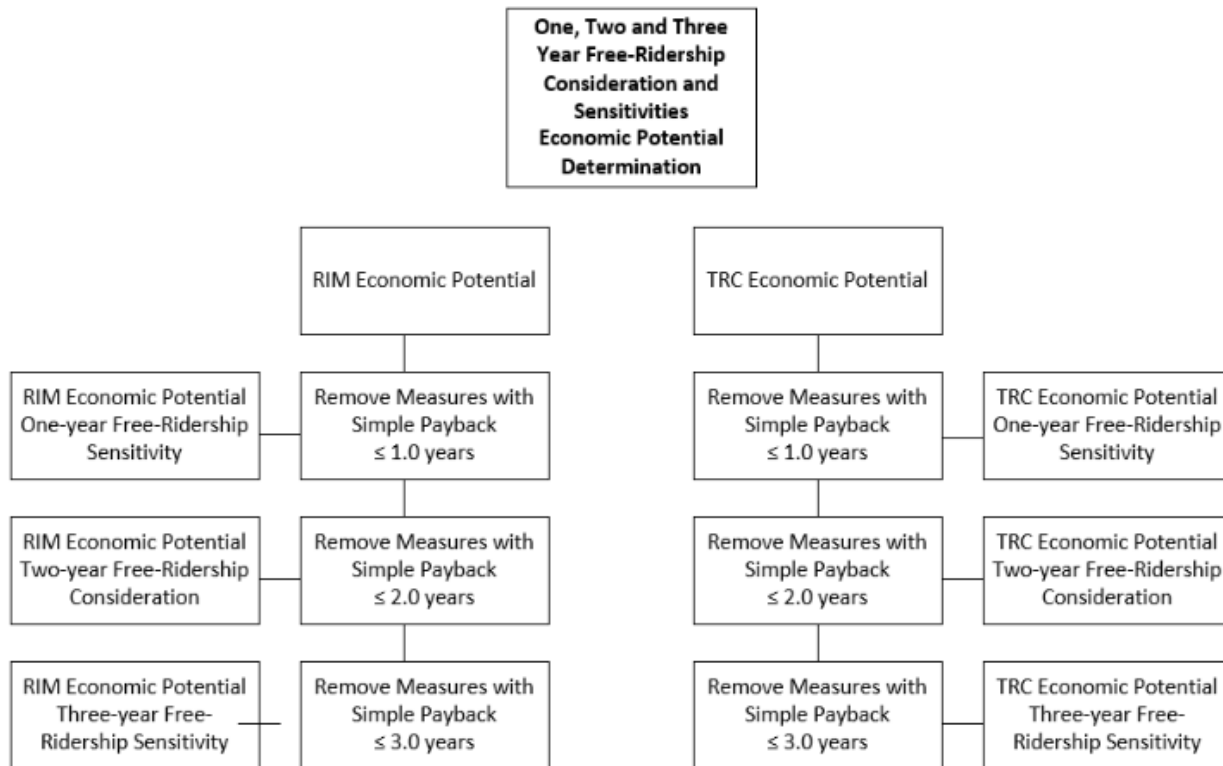 One, Two and Three
Year Free-Ridership
Consideration and
Sensitivities
Economic Potential
Determination
RIM Economic Potential
TRC Economic Potential
RIM Economic Potential
One-year Free-Ridership
Sensitivity
Remove Measures with
Simple Payback
≤ 1.0 years
Remove Measures with
Simple Payback
≤ 1.0 years
TRC Economic Potential
One-year Free-Ridership
Sensitivity
RIM Economic Potential
Two-year Free-Ridership
Consideration
Remove Measures with
Simple Payback
≤ 2.0 years
Remove Measures with
Simple Payback
≤ 2.0 years
TRC Economic Potential
Two-year Free-Ridership
Consideration
RIM Economic Potential
Three-year Free-
Ridership Sensitivity
Remove Measures with
Simple Payback
≤ 3.0 years
Remove Measures with
Simple Payback
≤ 3.0 years
TRC Economic Potential
Three-year Free-
Ridership Sensitivity